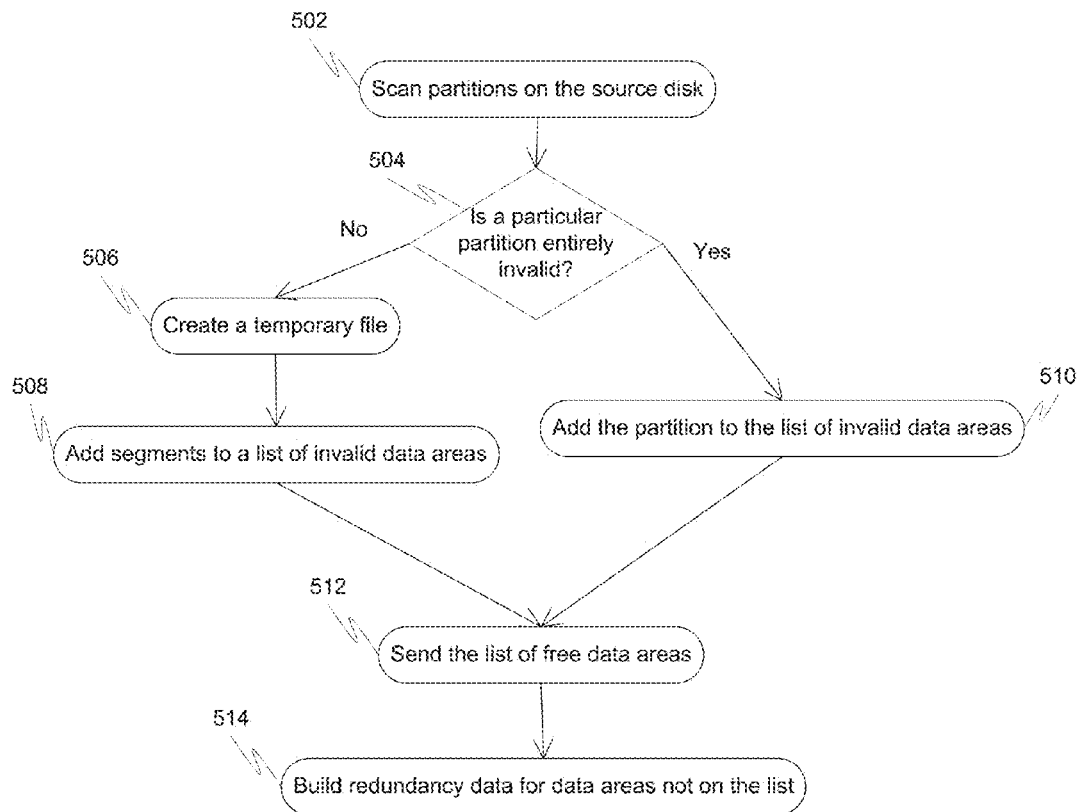 502
Scan partitions on the source disk
504
Is a particular
partition entirely
invalid?
No
Yes
506
Create a temporary file
508
Add segments to a list of invalid data areas
510
Add the partition to the list of invalid data areas
512
Send the list of free data areas
514
Build redundancy data for data areas not on the list